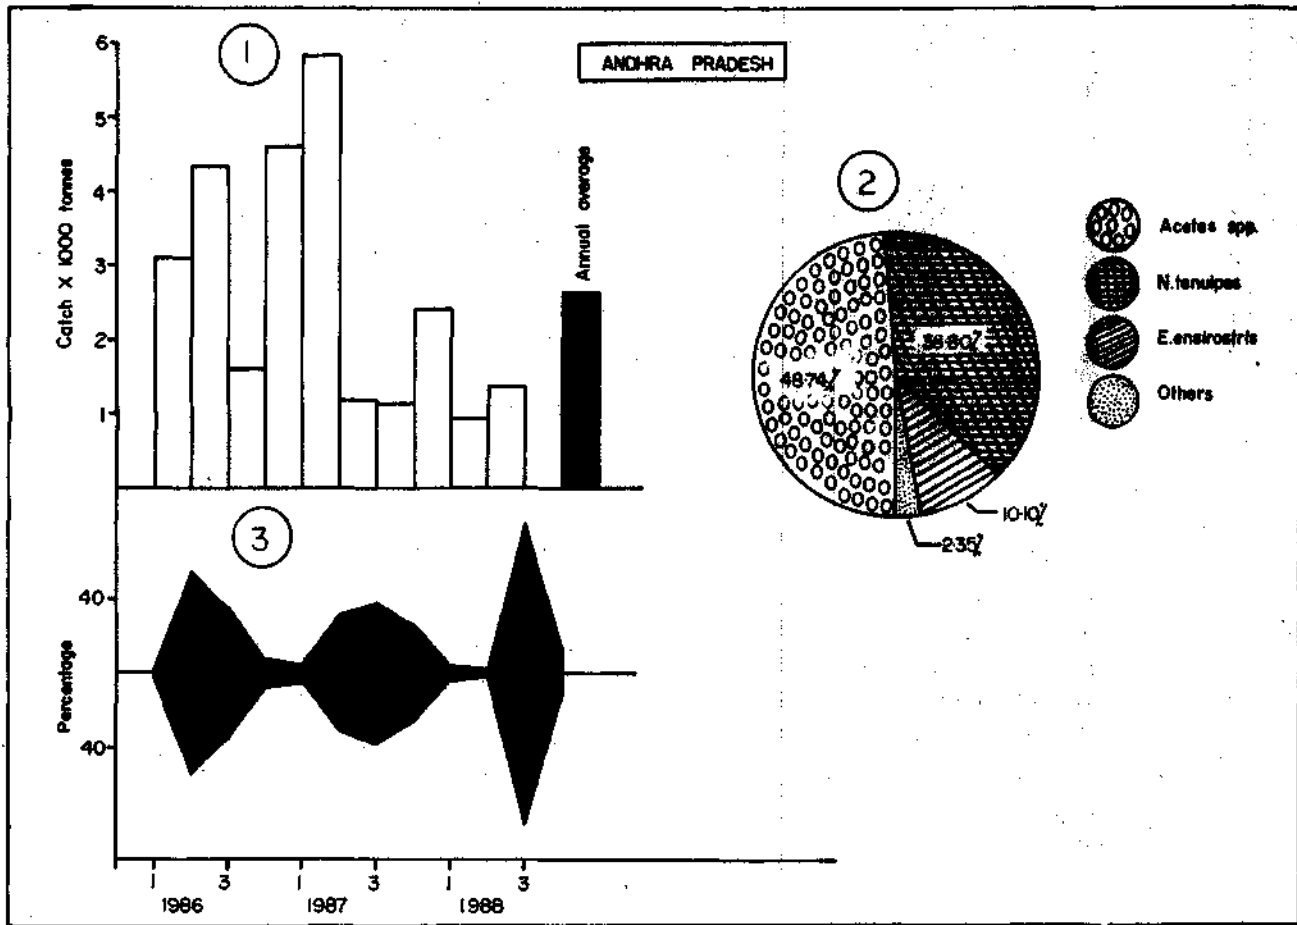 ANDHRA PRADESH
1
6
5
4
3
2
1
Catch X 1000 tonnes
Annual average
2
Acetes spp.
N.tenuipes
E.ensirostris
Others
48·74%
38·80%
10·10%
2·35%
3
40
40
Percentage
1 3 1 3 1 3
1986 1987 1988